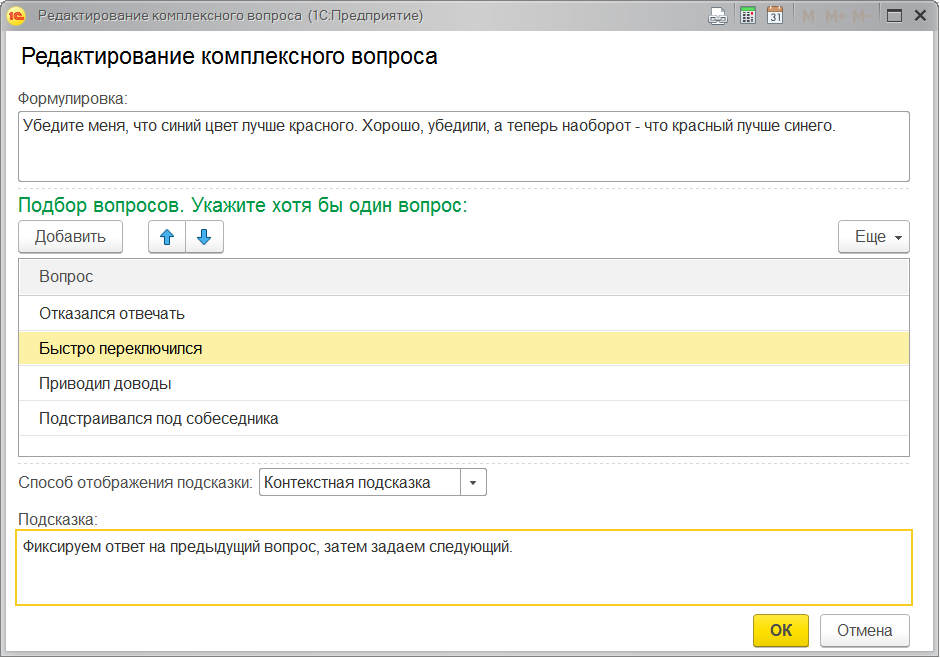 Редактирование комплексного вопроса (1С:Предприятие)
31 M M+ M-
Редактирование комплексного вопроса
Формулировка:
Убедите меня, что синий цвет лучше красного. Хорошо, убедили, а теперь наоборот - что красный лучше синего.
Подбор вопросов. Укажите хотя бы один вопрос:
Добавить
Еще
Вопрос
Отказался отвечать
Быстро переключился
Приводил доводы
Подстраивался под собеседника
Способ отображения подсказки: Контекстная подсказка
Подсказка:
Фиксируем ответ на предыдущий вопрос, затем задаем следующий.
ОК Отмена